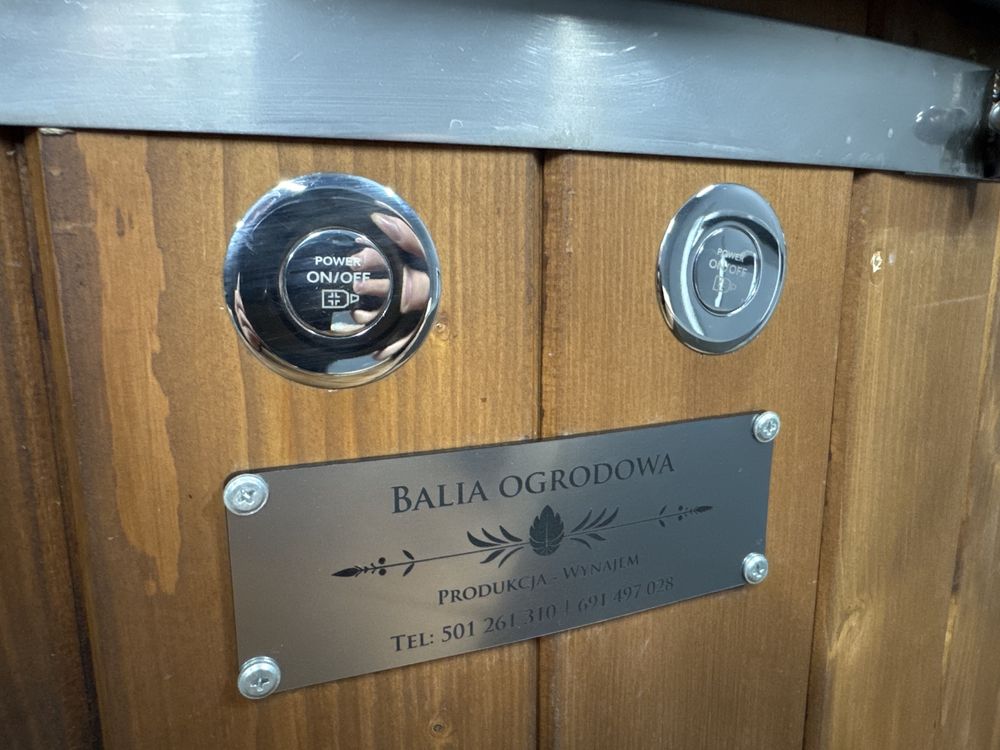 POWER
ON/OFF
POWER
ON/OFF
BALIA OGRODOWA
PRODUKCJA - WYNAJEM
TEL: 501 261 310 | 691 497 028